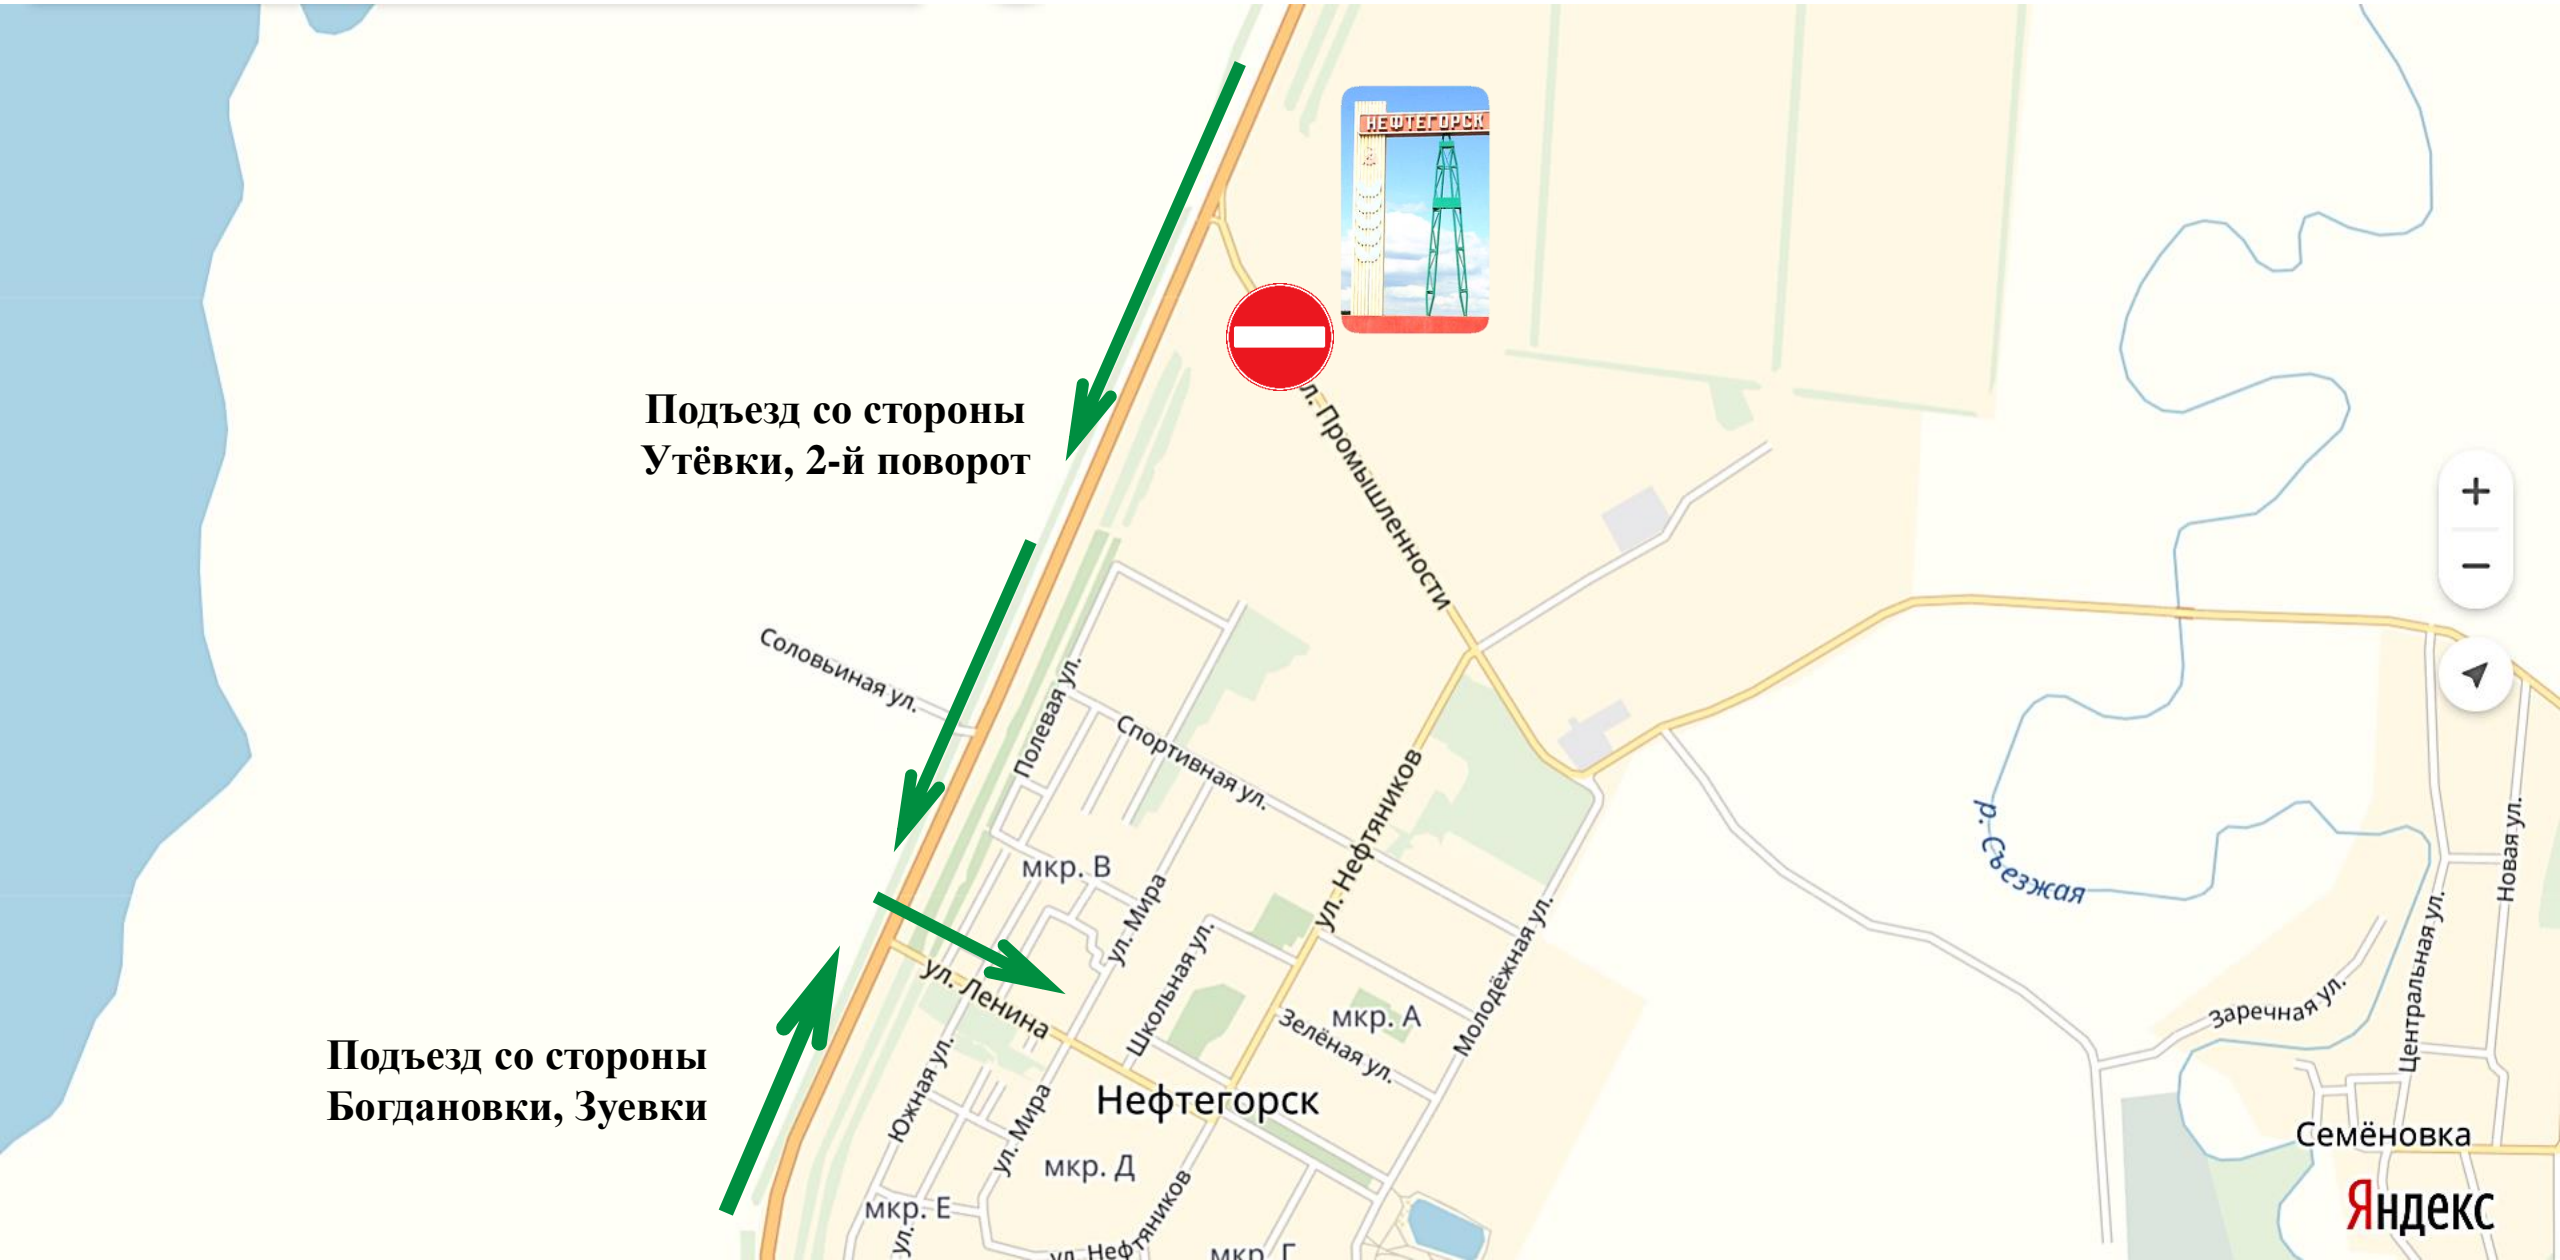 НЕФТЕГОРСК
Подъезд со стороны
Утёвки, 2-й поворот
л. Промышленности
Соловьиная ул.
Полевая ул.
Спортивная ул.
ул. Нефтяников
р. Съезжая
Новая ул.
мкр. В
ул. Мира
Школьная ул.
Молодёжная ул.
Центральная ул.
ул. Ленина
Заречная ул.
Зелёная ул.
мкр. А
Подъезд со стороны
Богдановки, Зуевки
Южная ул.
ул. Мира
Нефтегорск
Семёновка
мкр. Д
мкр. Е
ул.
ул. Нефтяников
мкр. Г
Яндекс